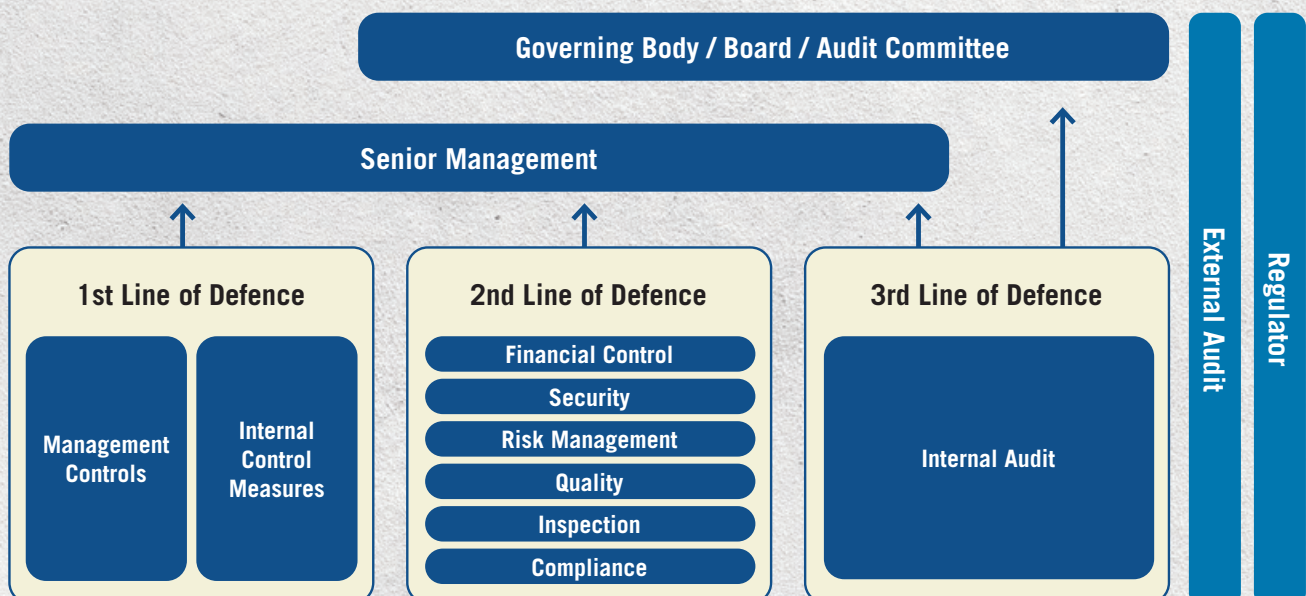 Governing Body / Board / Audit Committee
Senior Management
1st Line of Defence
Management
Controls
Internal
Control
Measures
2nd Line of Defence
Financial Control
Security
Risk Management
Quality
Inspection
Compliance
3rd Line of Defence
Internal Audit
External Audit
Regulator